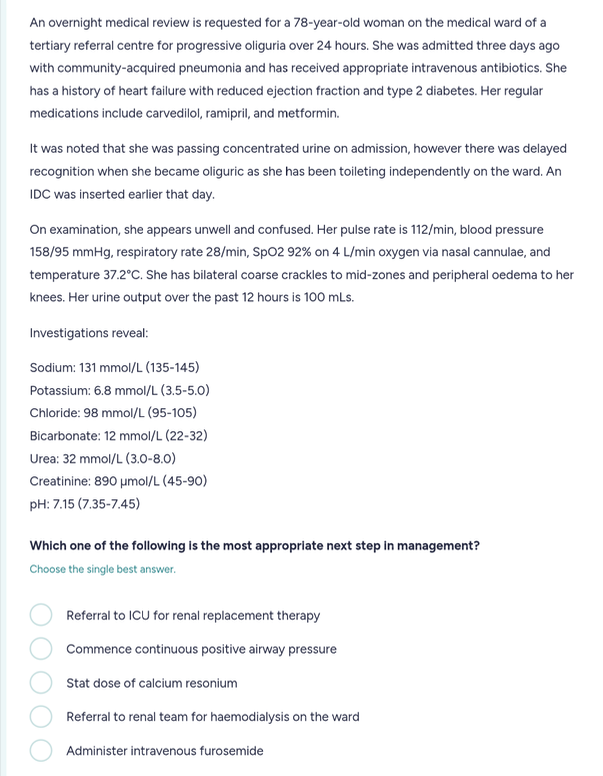 An overnight medical review is requested for a 78-year-old woman on the medical ward of a
tertiary referral centre for progressive oliguria over 24 hours. She was admitted three days ago
with community-acquired pneumonia and has received appropriate intravenous antibiotics. She
has a history of heart failure with reduced ejection fraction and type 2 diabetes. Her regular
medications include carvedilol, ramipril, and metformin.
It was noted that she was passing concentrated urine on admission, however there was delayed
recognition when she became oliguric as she has been toileting independently on the ward. An
IDC was inserted earlier that day.
On examination, she appears unwell and confused. Her pulse rate is 112/min, blood pressure
158/95 mmHg, respiratory rate 28/min, SpO2 92% on 4 L/min oxygen via nasal cannulae, and
temperature 37.2°C. She has bilateral coarse crackles to mid-zones and peripheral oedema to her
knees. Her urine output over the past 12 hours is 100 mLs.
Investigations reveal:
Sodium: 131 mmol/L (135-145)
Potassium: 6.8 mmol/L (3.5-5.0)
Chloride: 98 mmol/L (95-105)
Bicarbonate: 12 mmol/L (22-32)
Urea: 32 mmol/L (3.0-8.0)
Creatinine: 890 µmol/L (45-90)
pH: 7.15 (7.35-7.45)
Which one of the following is the most appropriate next step in management?
Choose the single best answer.
Referral to ICU for renal replacement therapy
Commence continuous positive airway pressure
Stat dose of calcium resonium
Referral to renal team for haemodialysis on the ward
Administer intravenous furosemide